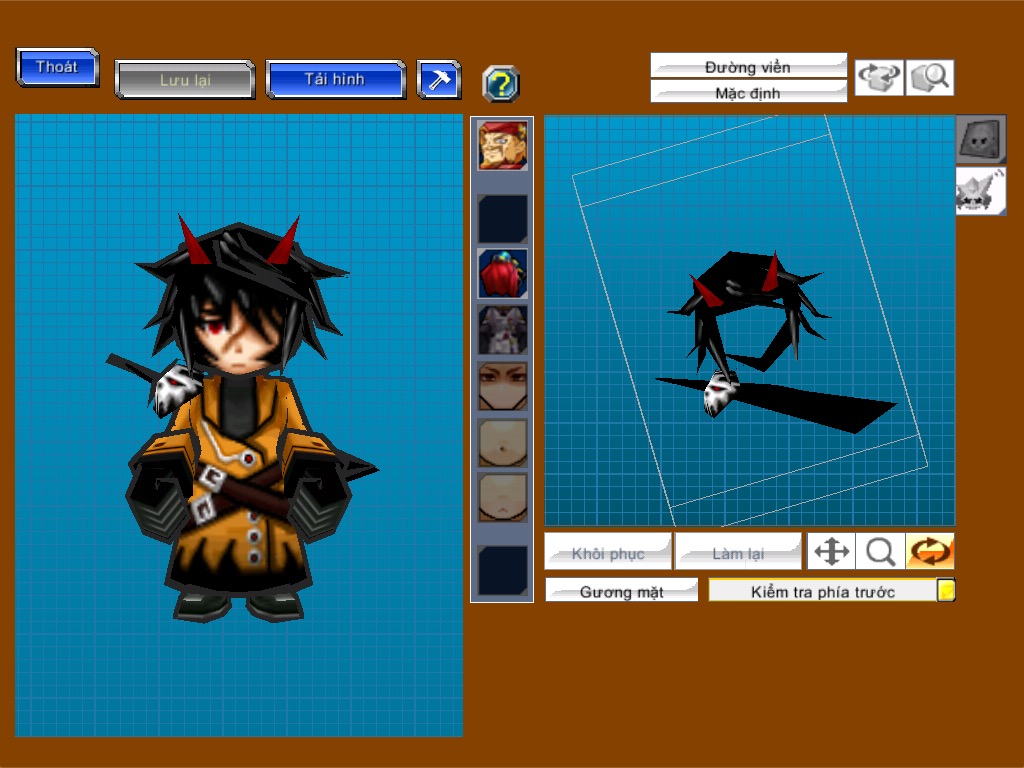 Thoát
Lưu lại
Tải hình
?
Đường viền
Mặc định
Khôi phục
Làm lại
Gương mặt
Kiểm tra phía trước